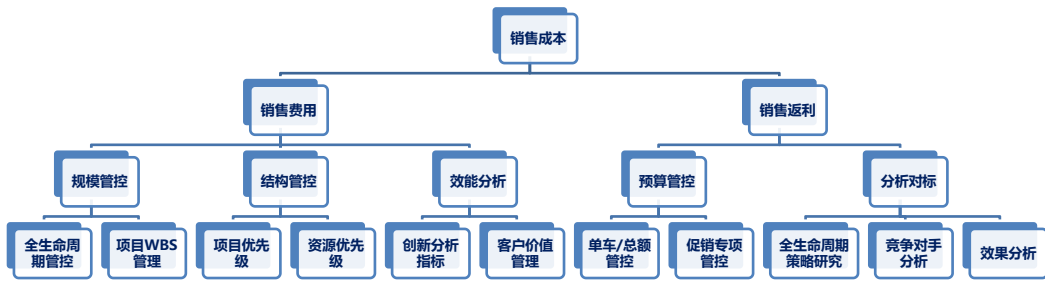 销售成本
销售费用
销售返利
规模管控
结构管控
效能分析
预算管控
分析对标
全生命周
期管控
项目WBS
管理
项目优先
级
资源优先
级
创新分析
指标
客户价值
管理
单车/总额
管控
促销专项
管控
全生命周期
策略研究
竞争对手
分析
效果分析